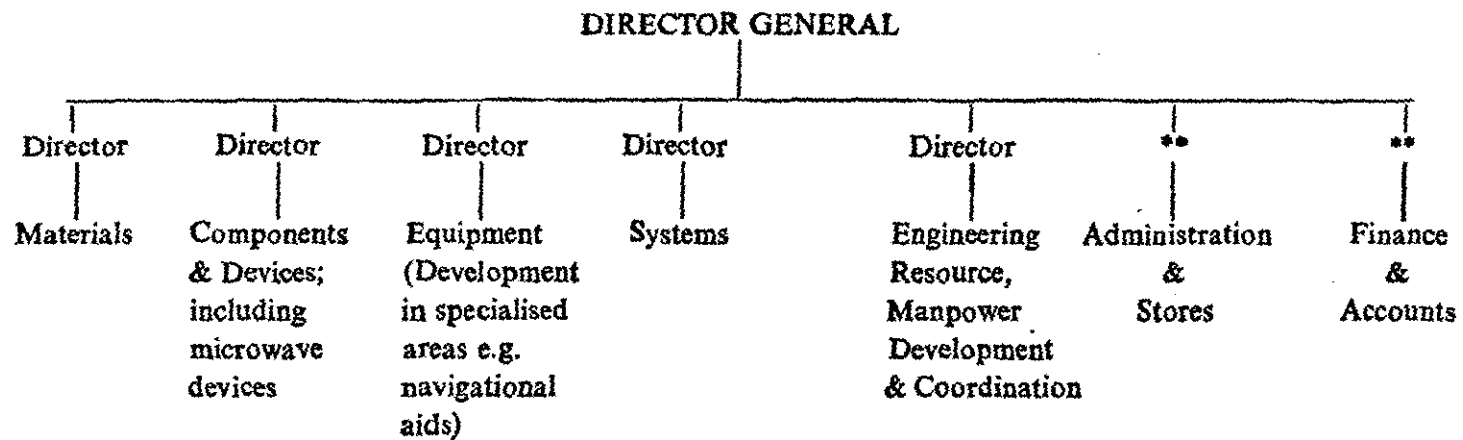 DIRECTOR GENERAL
Director Director Director Director Director ** **
Materials
Components
& Devices;
including
microwave
devices
Equipment
(Development
in specialised
areas e.g.
navigational
aids)
Systems
Engineering
Resource,
Manpower
Development
& Coordination
Administration
&
Stores
Finance
&
Accounts